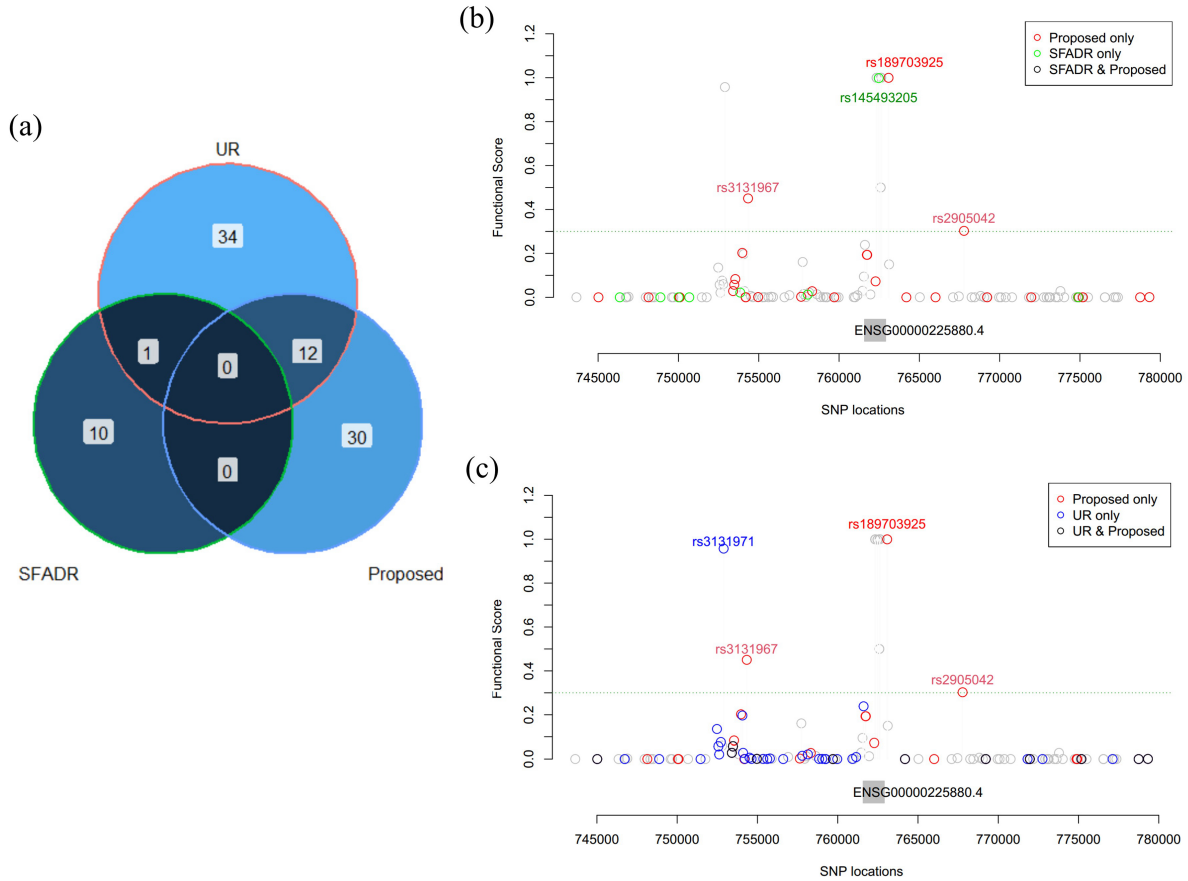 (a)
UR
34
1
0
12
10
0
30
SFADR
Proposed
(b)
Functional Score
1.2
1.0
0.8
0.6
0.4
0.2
0.0
Proposed only
SFADR only
SFADR & Proposed
rs189703925
rs145493205
rs3131967
rs2905042
ENSG00000225880.4
745000 750000 755000 760000 765000 770000 775000 780000
SNP locations
(c)
Functional Score
1.2
1.0
0.8
0.6
0.4
0.2
0.0
Proposed only
UR only
UR & Proposed
rs189703925
rs3131971
rs3131967
rs2905042
ENSG00000225880.4
745000 750000 755000 760000 765000 770000 775000 780000
SNP locations